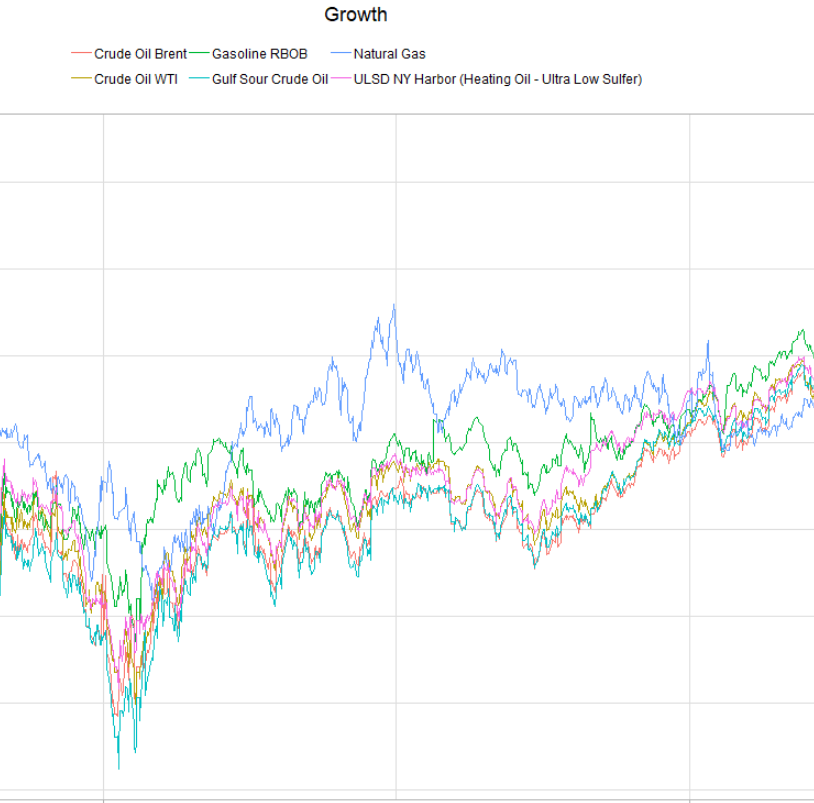 Growth
Crude Oil Brent Gasoline RBOB Natural Gas
Crude Oil WTI Gulf Sour Crude Oil ULSD NY Harbor (Heating Oil - Ultra Low Sulfer)